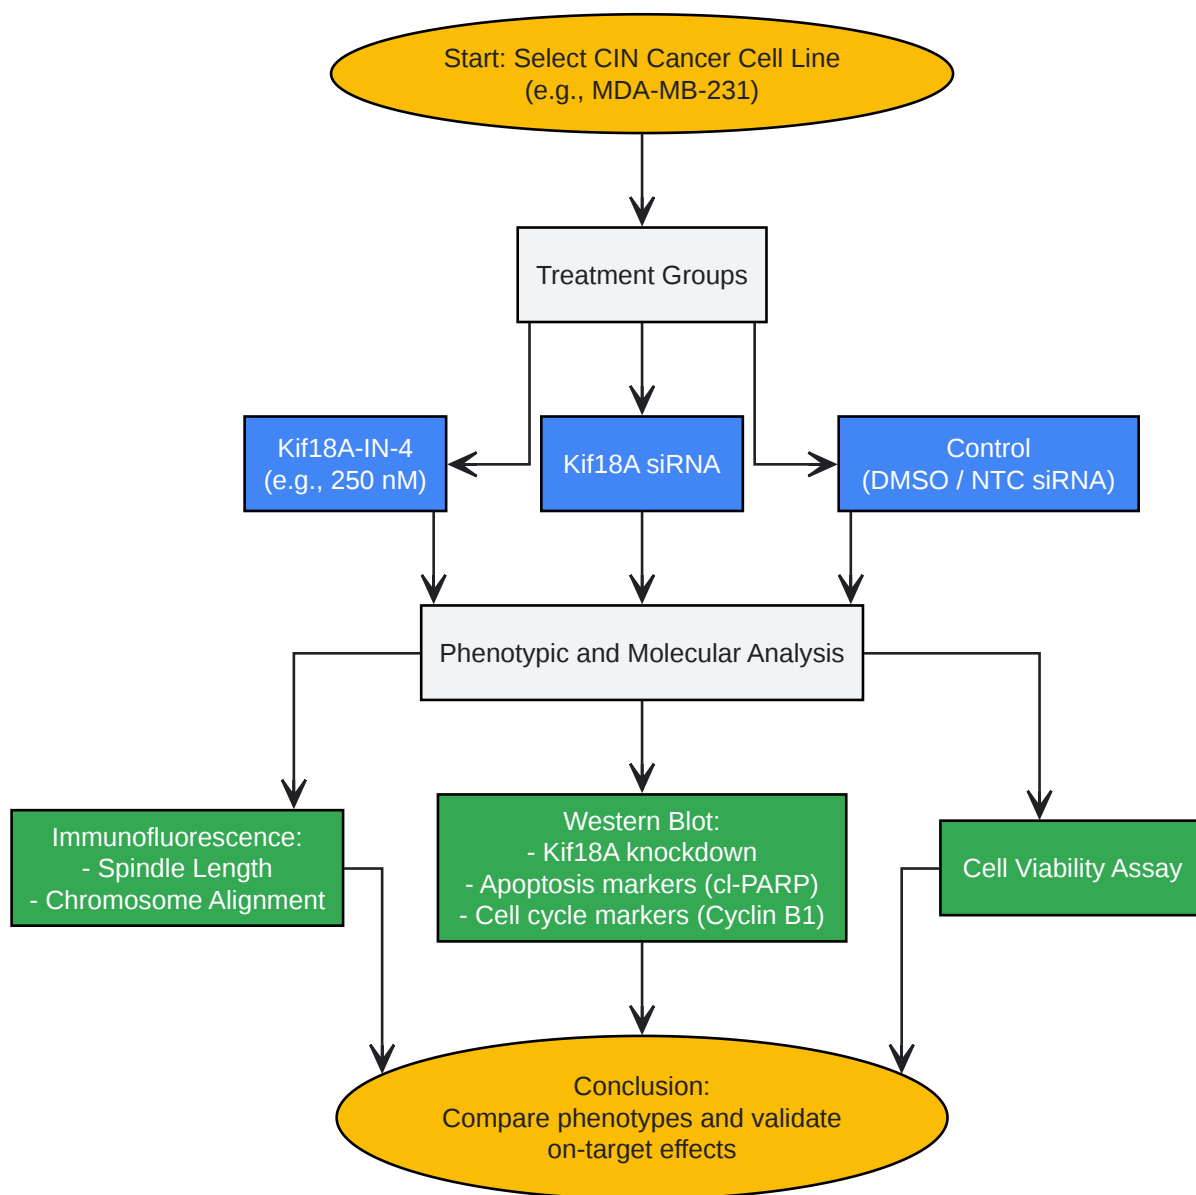 Start: Select CIN Cancer Cell Line
(e.g., MDA-MB-231)
Treatment Groups
Kif18A-IN-4
(e.g., 250 nM)
Kif18A siRNA
Control
(DMSO / NTC siRNA)
Phenotypic and Molecular Analysis
Immunofluorescence:
- Spindle Length
- Chromosome Alignment
Western Blot:
- Kif18A knockdown
- Apoptosis markers (cl-PARP)
- Cell cycle markers (Cyclin B1)
Cell Viability Assay
Conclusion:
Compare phenotypes and validate
on-target effects